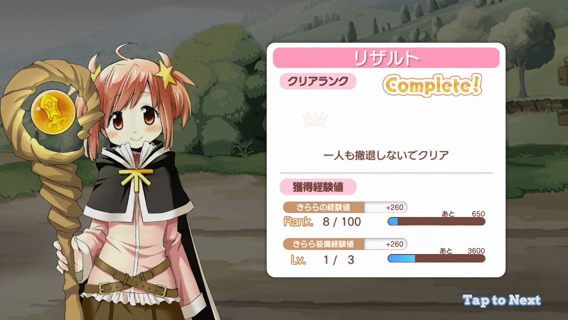 リザルト
クリアランク
Complete!
一人も撤退しないでクリア
獲得経験値
きららの経験値 +260 あと 650
Rank. 8 / 100
きらら装備経験値 +260 あと 3600
Lv. 1 / 3
Tap to Next